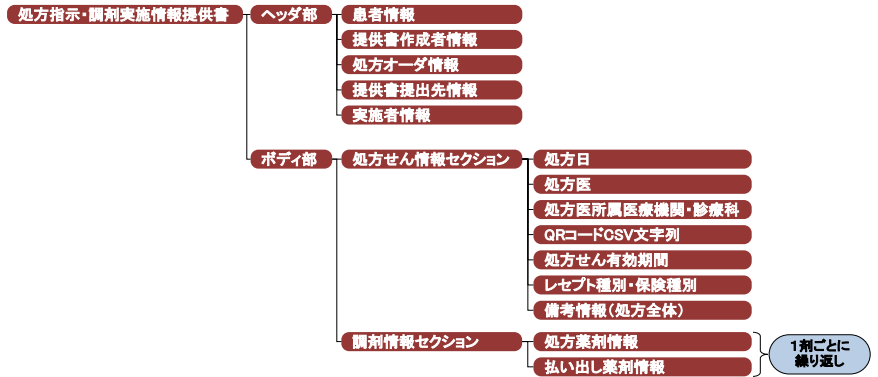 処方指示・調剤実施情報提供書
ヘッダ部
患者情報
提供書作成者情報
処方オーダ情報
提供書提出先情報
実施者情報
ボディ部
処方せん情報セクション
処方日
処方医
処方医所属医療機関・診療科
QRコードCSV文字列
処方せん有効期間
レセプト種別・保険種別
備考情報（処方全体）
調剤情報セクション
処方薬剤情報
払い出し薬剤情報
１剤ごとに
繰り返し